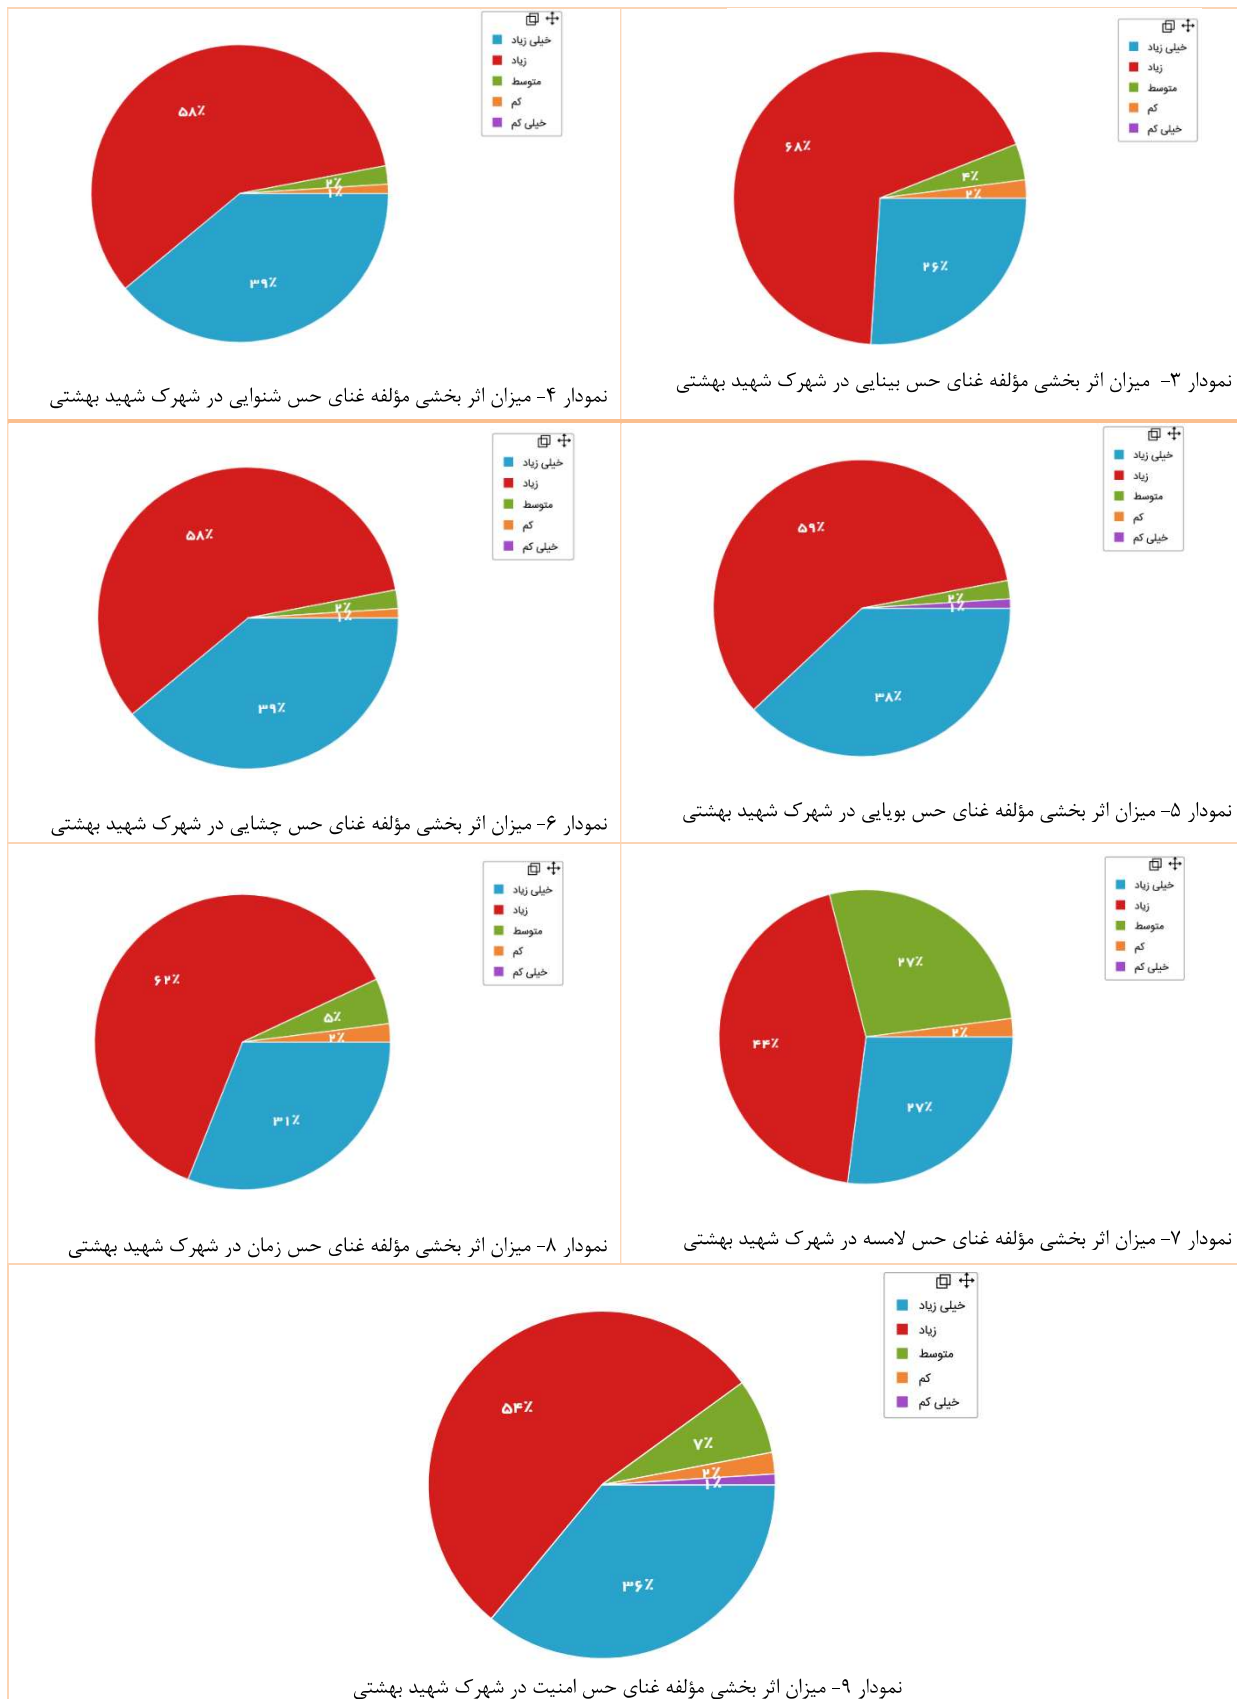 خیلی زیاد
زیاد
متوسط
کم
خیلی کم
۶۸٪
۴٪
۲٪
۲۶٪
نمودار ۳- میزان اثر بخشی مؤلفه غنای حس بینایی در شهرک شهید بهشتی
خیلی زیاد
زیاد
متوسط
کم
خیلی کم
۵۸٪
۲٪
۱٪
۳۹٪
نمودار ۴- میزان اثر بخشی مؤلفه غنای حس شنوایی در شهرک شهید بهشتی
خیلی زیاد
زیاد
متوسط
کم
خیلی کم
۵۹٪
۲٪
۱٪
۳۸٪
نمودار ۵- میزان اثر بخشی مؤلفه غنای حس بویایی در شهرک شهید بهشتی
خیلی زیاد
زیاد
متوسط
کم
خیلی کم
۵۸٪
۲٪
۱٪
۳۹٪
نمودار ۶- میزان اثر بخشی مؤلفه غنای حس چشایی در شهرک شهید بهشتی
خیلی زیاد
زیاد
متوسط
کم
خیلی کم
۲۷٪
۴۴٪
۲٪
۲۷٪
نمودار ۷- میزان اثر بخشی مؤلفه غنای حس لامسه در شهرک شهید بهشتی
خیلی زیاد
زیاد
متوسط
کم
خیلی کم
۶۲٪
۵٪
۲٪
۳۱٪
نمودار ۸- میزان اثر بخشی مؤلفه غنای حس زمان در شهرک شهید بهشتی
خیلی زیاد
زیاد
متوسط
کم
خیلی کم
۵۴٪
۷٪
۲٪
۱٪
۳۶٪
نمودار ۹- میزان اثر بخشی مؤلفه غنای حس امنیت در شهرک شهید بهشتی